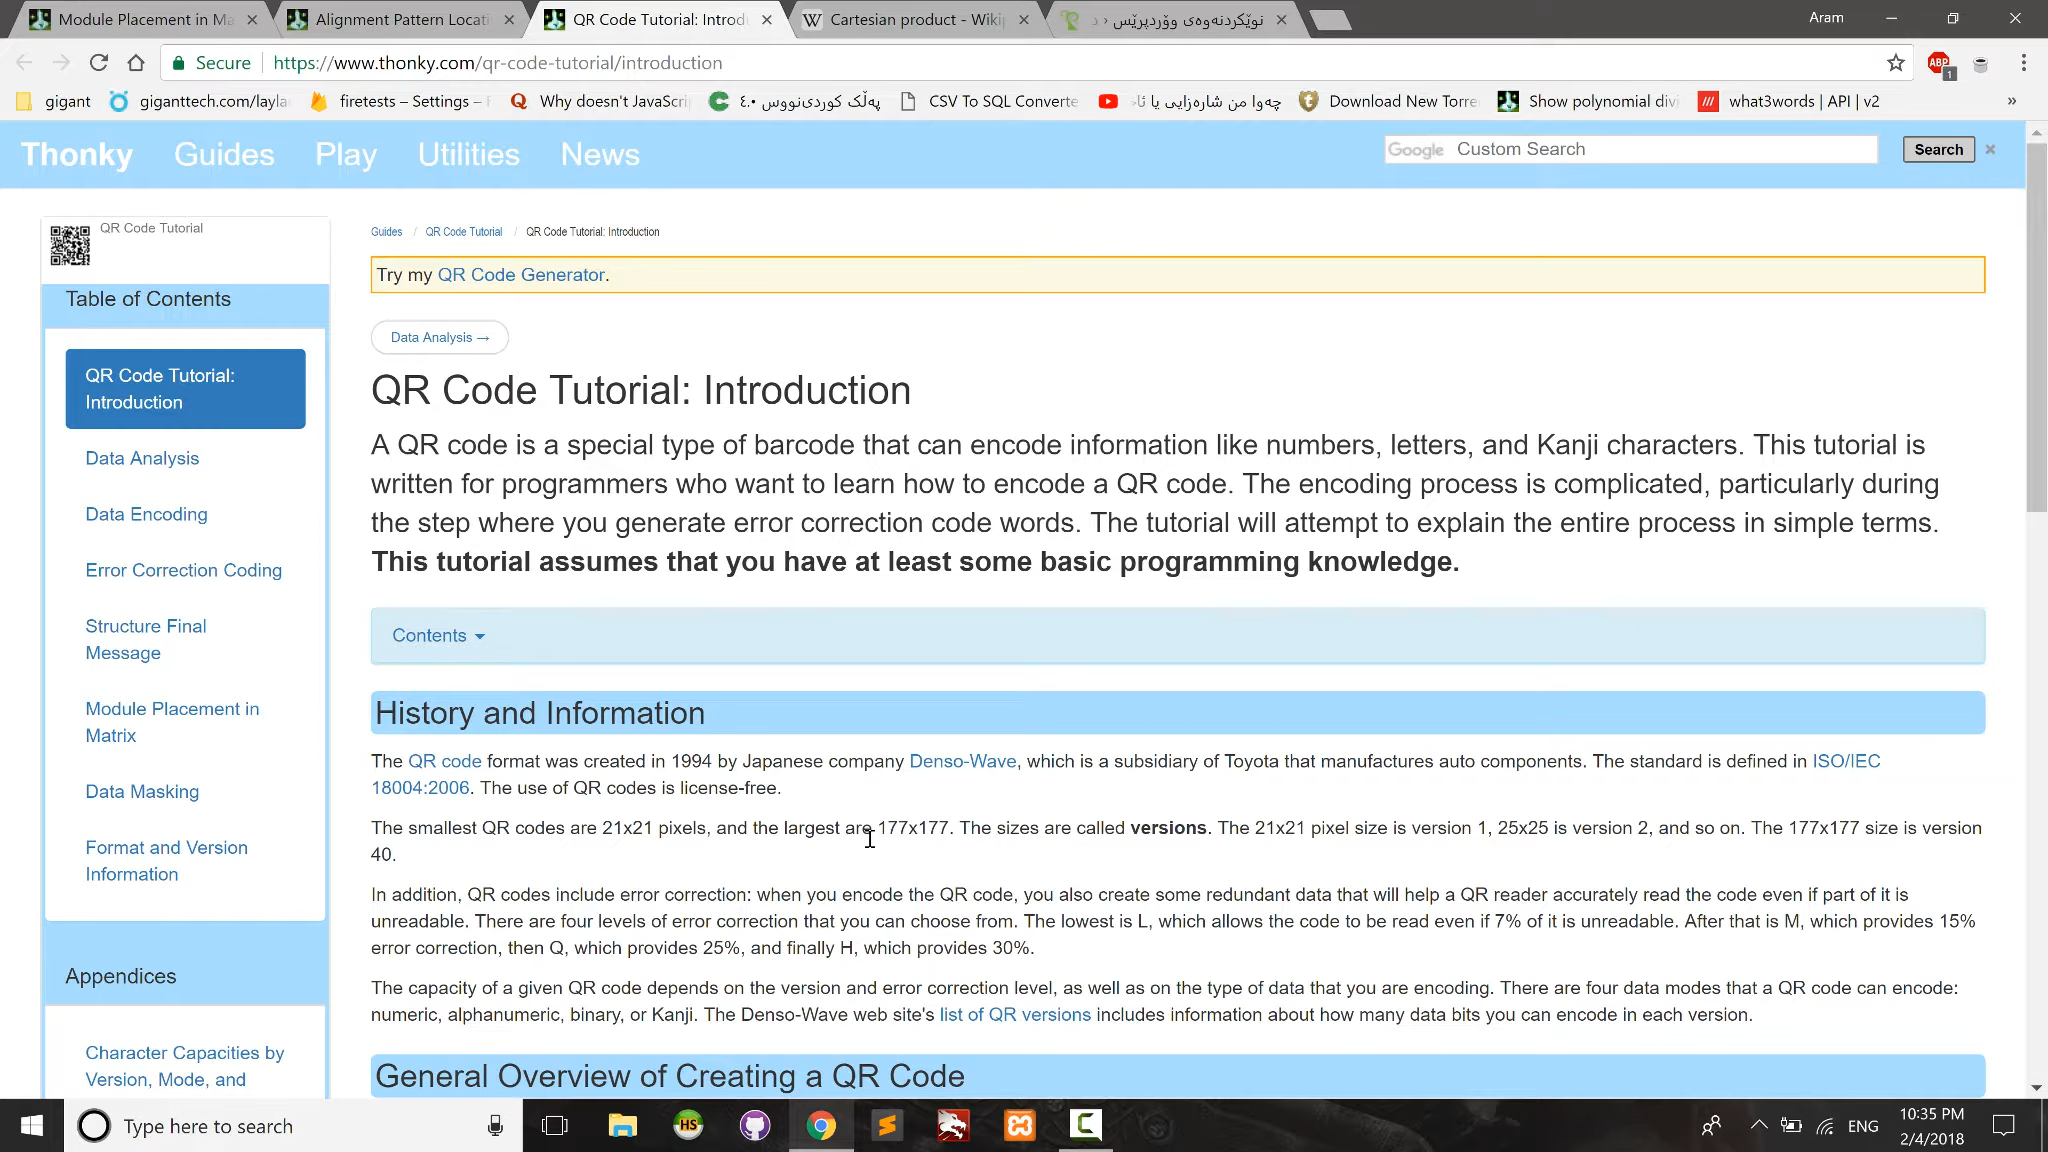 Module Placement in Ma
Alignment Pattern Locati
QR Code Tutorial: Introdu
Cartesian product - Wikip
نوێکردنەوەی وۆردپرێس ‹ د
Aram
Secure
https://www.thonky.com/qr-code-tutorial/introduction
ABP
1
gigant
giganttech.com/layla
firetests – Settings –
Why doesn't JavaScri
پەڵک کوردی‌نووس ٤.٠
CSV To SQL Converte
چەوا من شارەزایی یا ئا
Download New Torre
Show polynomial divi
what3words | API | v2
»
Thonky
Guides
Play
Utilities
News
Google Custom Search
Search
QR Code Tutorial
Guides / QR Code Tutorial / QR Code Tutorial: Introduction
Try my QR Code Generator.
Table of Contents
Data Analysis →
QR Code Tutorial:
Introduction
Data Analysis
Data Encoding
Error Correction Coding
Structure Final
Message
Module Placement in
Matrix
Data Masking
Format and Version
Information
Appendices
Character Capacities by
Version, Mode, and
QR Code Tutorial: Introduction
A QR code is a special type of barcode that can encode information like numbers, letters, and Kanji characters. This tutorial is
written for programmers who want to learn how to encode a QR code. The encoding process is complicated, particularly during
the step where you generate error correction code words. The tutorial will attempt to explain the entire process in simple terms.
This tutorial assumes that you have at least some basic programming knowledge.
Contents
History and Information
The QR code format was created in 1994 by Japanese company Denso-Wave, which is a subsidiary of Toyota that manufactures auto components. The standard is defined in ISO/IEC
18004:2006. The use of QR codes is license-free.
The smallest QR codes are 21x21 pixels, and the largest are 177x177. The sizes are called versions. The 21x21 pixel size is version 1, 25x25 is version 2, and so on. The 177x177 size is version
40.
In addition, QR codes include error correction: when you encode the QR code, you also create some redundant data that will help a QR reader accurately read the code even if part of it is
unreadable. There are four levels of error correction that you can choose from. The lowest is L, which allows the code to be read even if 7% of it is unreadable. After that is M, which provides 15%
error correction, then Q, which provides 25%, and finally H, which provides 30%.
The capacity of a given QR code depends on the version and error correction level, as well as on the type of data that you are encoding. There are four data modes that a QR code can encode:
numeric, alphanumeric, binary, or Kanji. The Denso-Wave web site's list of QR versions includes information about how many data bits you can encode in each version.
General Overview of Creating a QR Code
Type here to search
HS
ENG
10:35 PM
2/4/2018